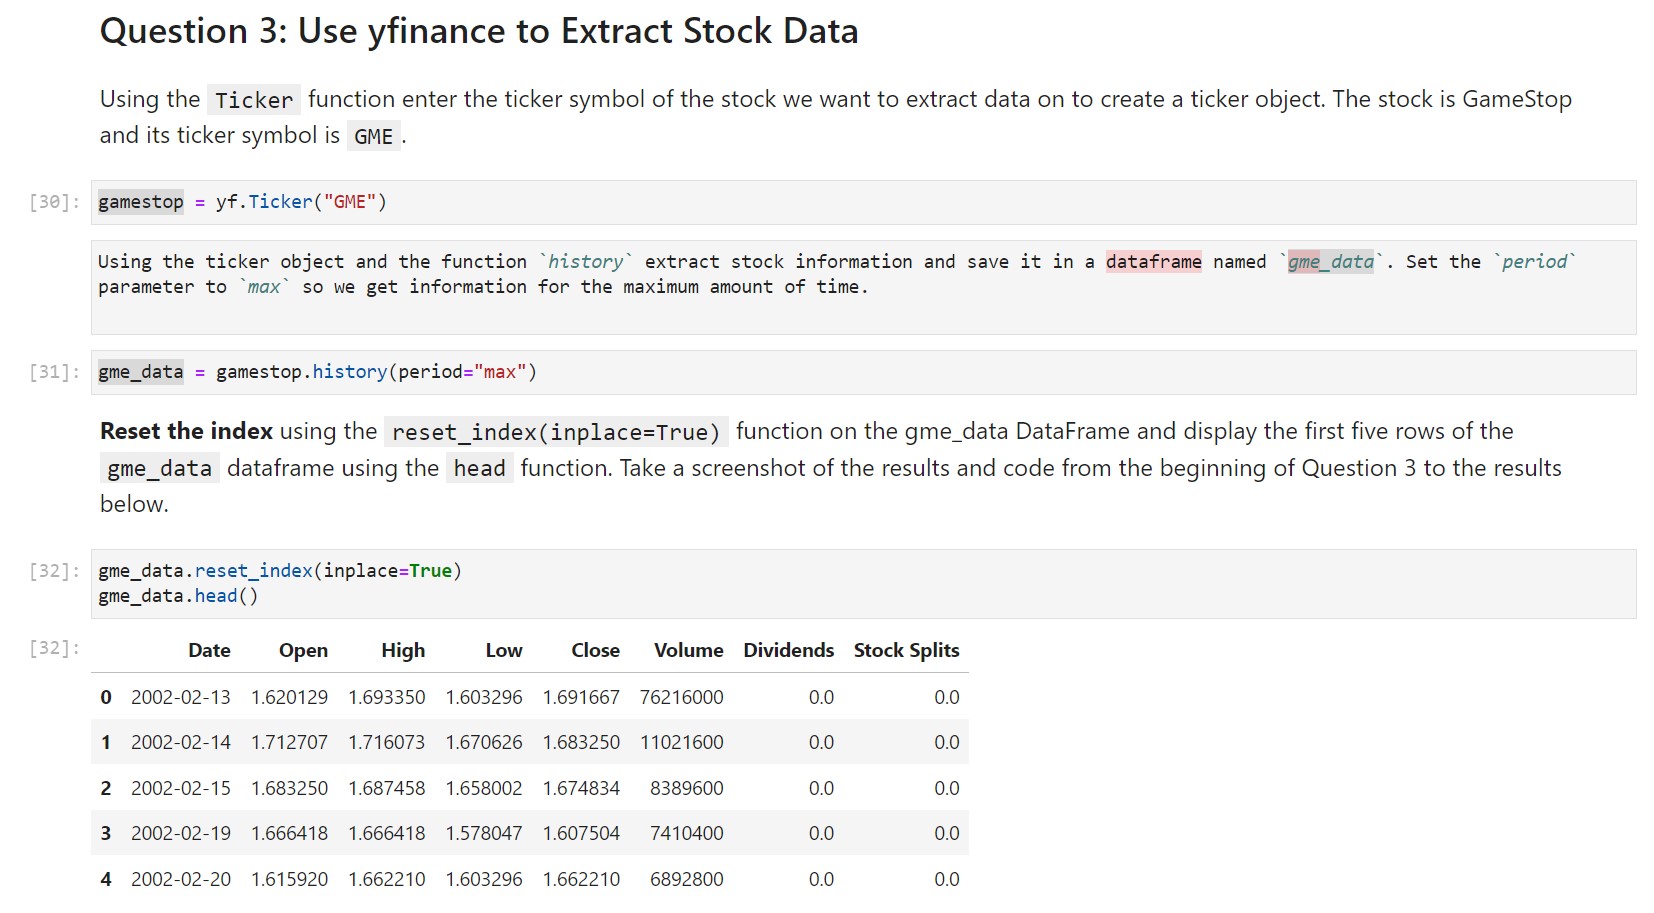 Question 3: Use yfinance to Extract Stock Data
Using the Ticker function enter the ticker symbol of the stock we want to extract data on to create a ticker object. The stock is GameStop
and its ticker symbol is GME .
[30]: gamestop = yf.Ticker("GME")
Using the ticker object and the function `history` extract stock information and save it in a dataframe named `gme_data`. Set the `period`
parameter to `max` so we get information for the maximum amount of time.
[31]: gme_data = gamestop.history(period="max")
Reset the index using the reset_index(inplace=True) function on the gme_data DataFrame and display the first five rows of the
gme_data dataframe using the head function. Take a screenshot of the results and code from the beginning of Question 3 to the results
below.
[32]: gme_data.reset_index(inplace=True)
gme_data.head()
[32]: Date Open High Low Close Volume Dividends Stock Splits
0 2002-02-13 1.620129 1.693350 1.603296 1.691667 76216000 0.0 0.0
1 2002-02-14 1.712707 1.716073 1.670626 1.683250 11021600 0.0 0.0
2 2002-02-15 1.683250 1.687458 1.658002 1.674834 8389600 0.0 0.0
3 2002-02-19 1.666418 1.666418 1.578047 1.607504 7410400 0.0 0.0
4 2002-02-20 1.615920 1.662210 1.603296 1.662210 6892800 0.0 0.0